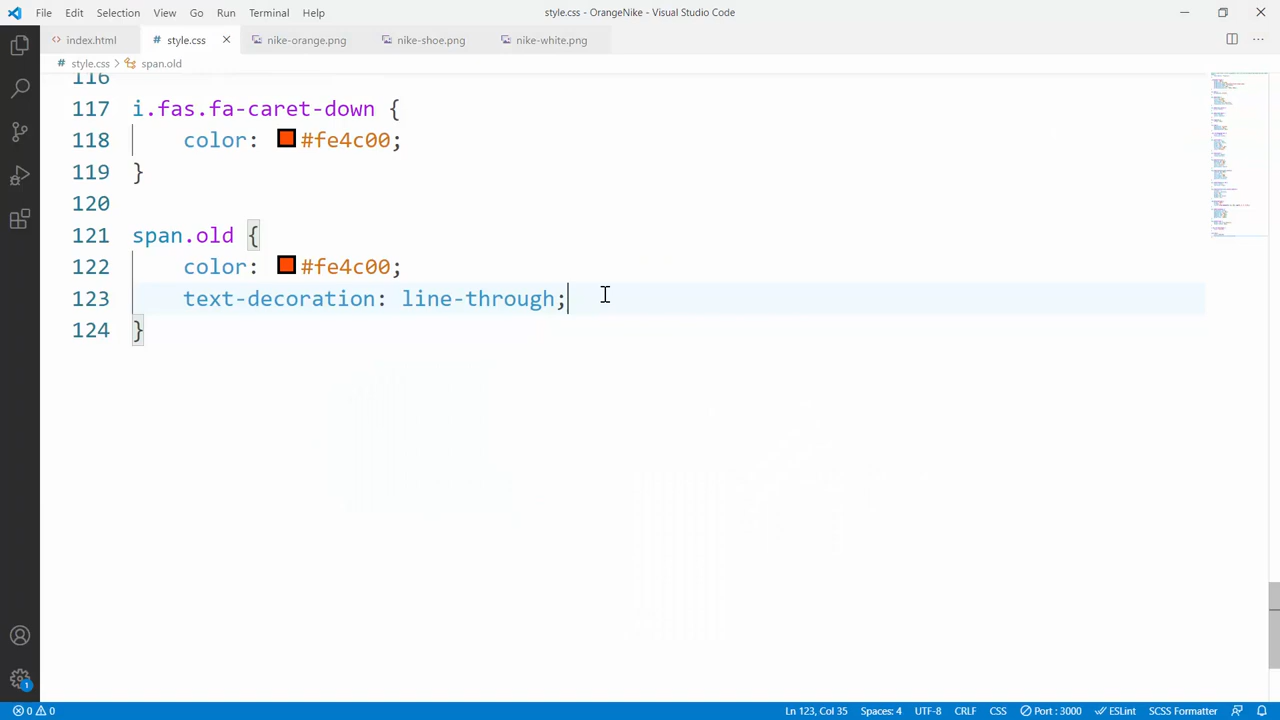 File Edit Selection View Go Run Terminal Help style.css - OrangeNike - Visual Studio Code
index.html style.css nike-orange.png nike-shoe.png nike-white.png
style.css > span.old
116
117 i.fas.fa-caret-down {
118 color: #fe4c00;
119 }
120
121 span.old {
122 color: #fe4c00;
123 text-decoration: line-through;
124 }
1
0 0 Ln 123, Col 35 Spaces: 4 UTF-8 CRLF CSS Port : 3000 ESLint SCSS Formatter